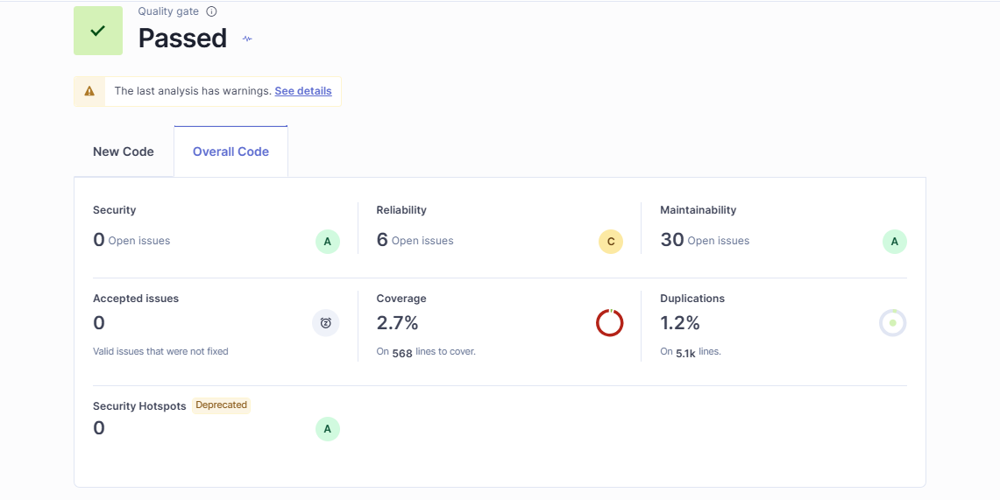 Quality gate
Passed
The last analysis has warnings. See details
New Code
Overall Code
Security
0 Open issues
A
Reliability
6 Open issues
C
Maintainability
30 Open issues
A
Accepted issues
0
Valid issues that were not fixed
Coverage
2.7%
On 568 lines to cover.
Duplications
1.2%
On 5.1k lines.
Security Hotspots Deprecated
0
A